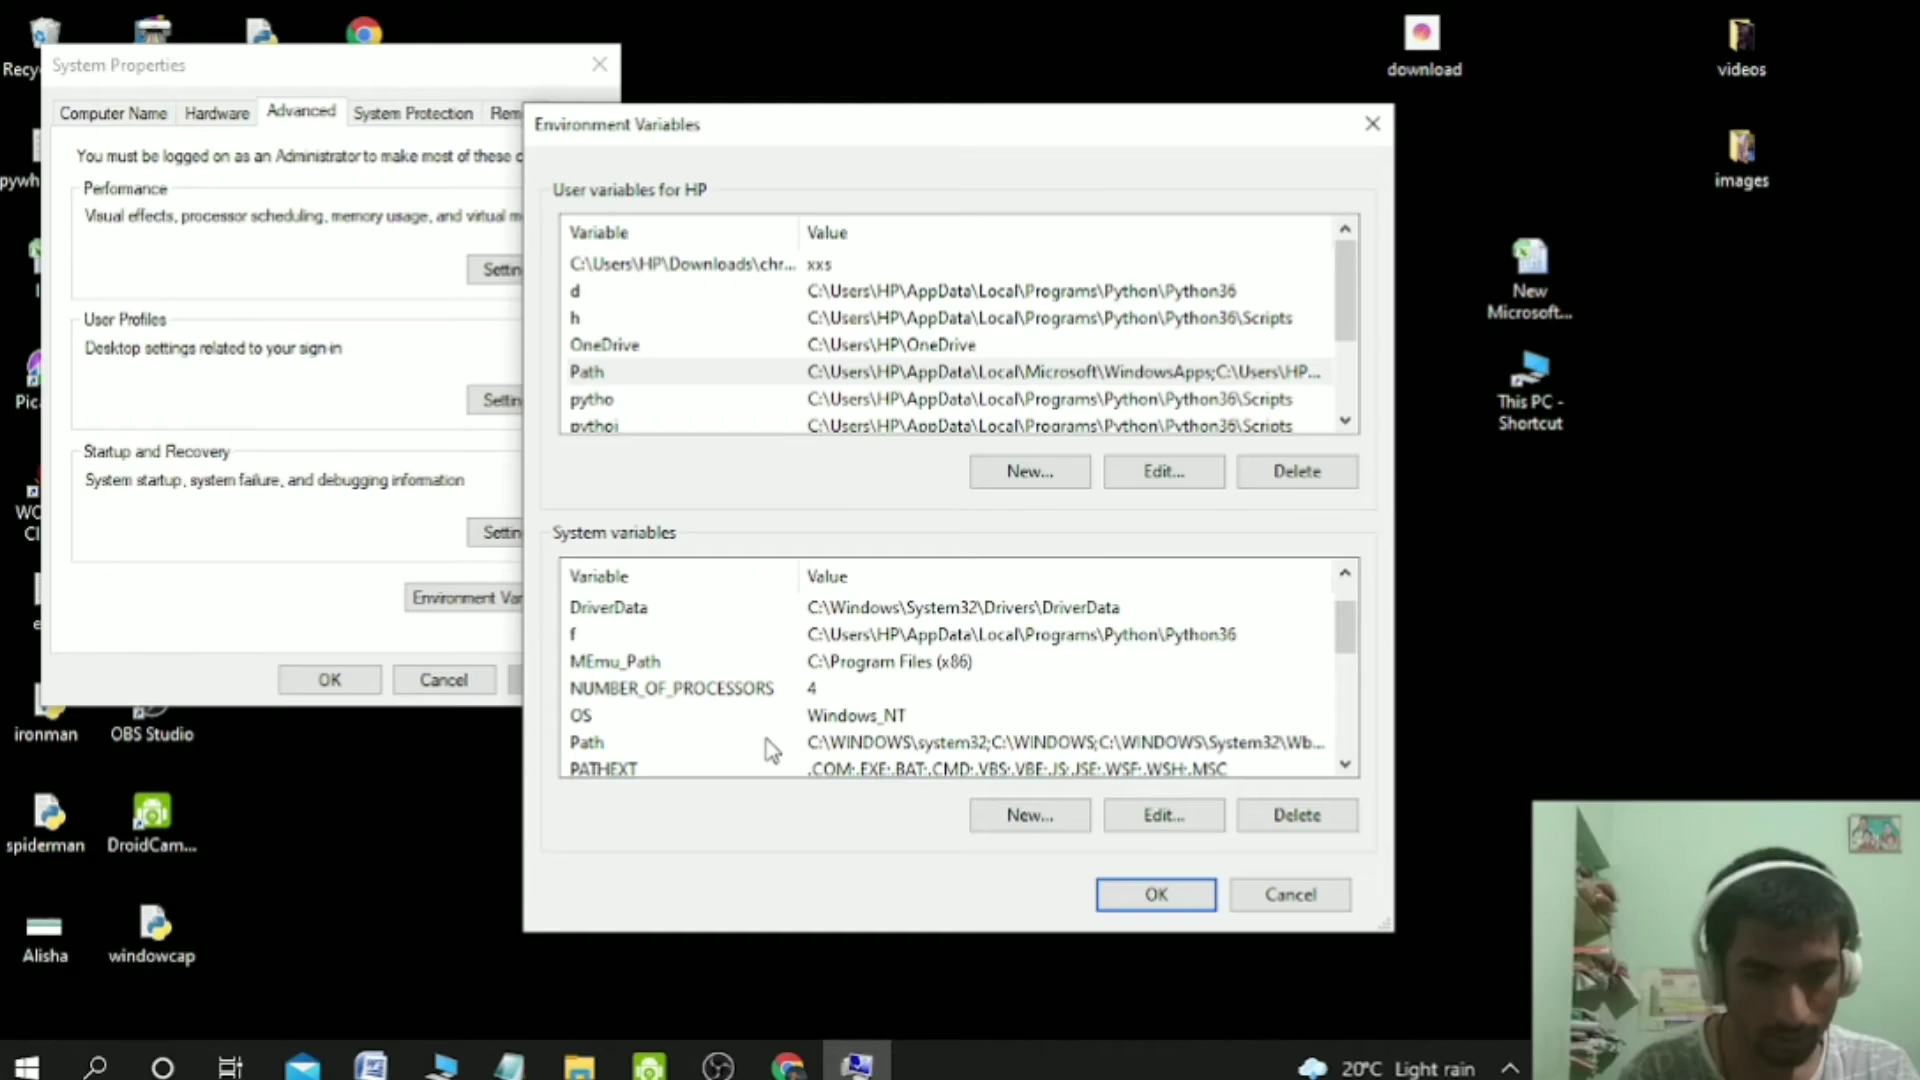 Recy
download
videos
System Properties
Computer Name
Hardware
Advanced
System Protection
Rem
You must be logged on as an Administrator to make most of these c
Performance
Visual effects, processor scheduling, memory usage, and virtual m
Settin
User Profiles
Desktop settings related to your sign-in
Settin
Startup and Recovery
System startup, system failure, and debugging information
Settin
Environment Var
OK
Cancel
Environment Variables
User variables for HP
Variable Value
C:\Users\HP\Downloads\chr... xxs
d C:\Users\HP\AppData\Local\Programs\Python\Python36
h C:\Users\HP\AppData\Local\Programs\Python\Python36\Scripts
OneDrive C:\Users\HP\OneDrive
Path C:\Users\HP\AppData\Local\Microsoft\WindowsApps;C:\Users\HP...
pytho C:\Users\HP\AppData\Local\Programs\Python\Python36\Scripts
pythoi C:\Users\HP\AppData\Local\Programs\Python\Python36\Scripts
New... Edit... Delete
System variables
Variable Value
DriverData C:\Windows\System32\Drivers\DriverData
f C:\Users\HP\AppData\Local\Programs\Python\Python36
MEmu_Path C:\Program Files (x86)
NUMBER_OF_PROCESSORS 4
OS Windows_NT
Path C:\WINDOWS\system32;C:\WINDOWS;C:\WINDOWS\System32\Wb...
PATHEXT .COM;.EXE;.BAT;.CMD;.VBS;.VBE;.JS;.JSE;.WSF;.WSH;.MSC
New... Edit... Delete
OK Cancel
images
New
Microsoft...
This PC -
Shortcut
pywh
Pic
WC
Cl
e
ironman
OBS Studio
spiderman
DroidCam...
Alisha
windowcap
20°C Light rain